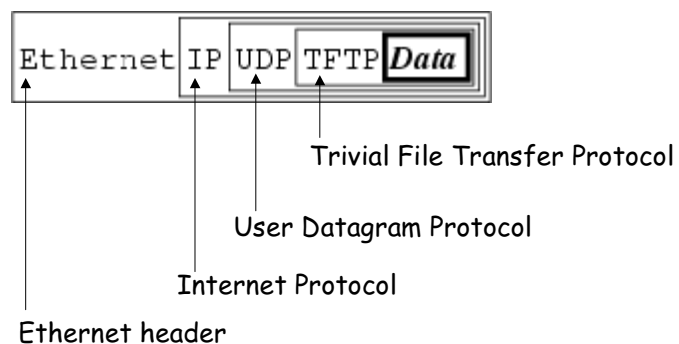 Ethernet IP UDP TFTP Data
Trivial File Transfer Protocol
User Datagram Protocol
Internet Protocol
Ethernet header